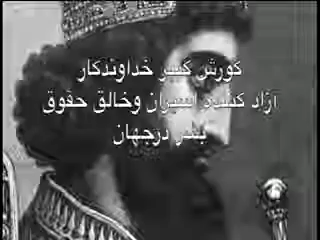 کورش کبیر خداوندگار
آزاد کننده اسیران وخالق حقوق
بشر درجهان